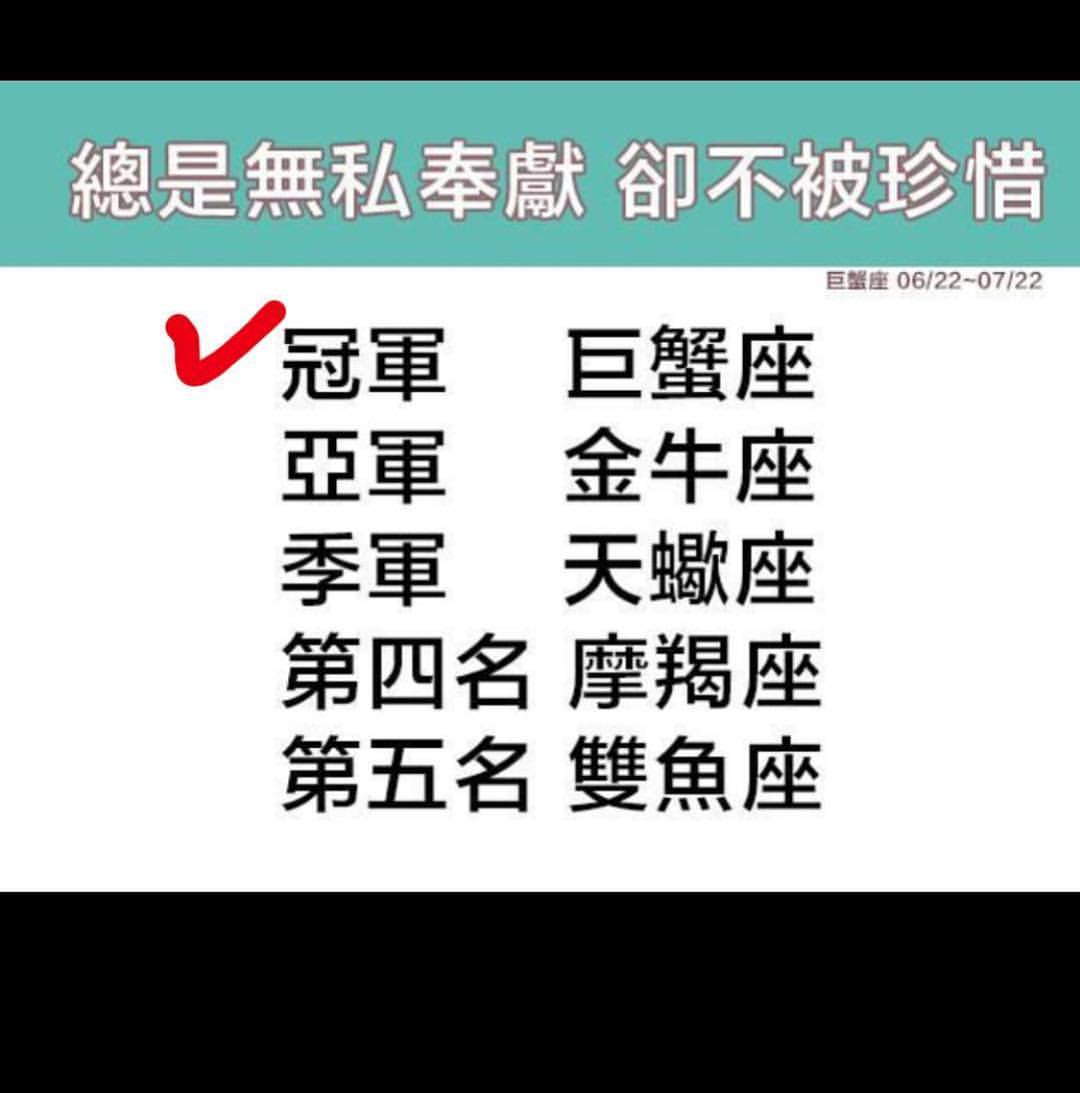 總是無私奉獻 卻不被珍惜
巨蟹座 06/22~07/22
冠軍 巨蟹座
亞軍 金牛座
季軍 天蠍座
第四名 摩羯座
第五名 雙魚座